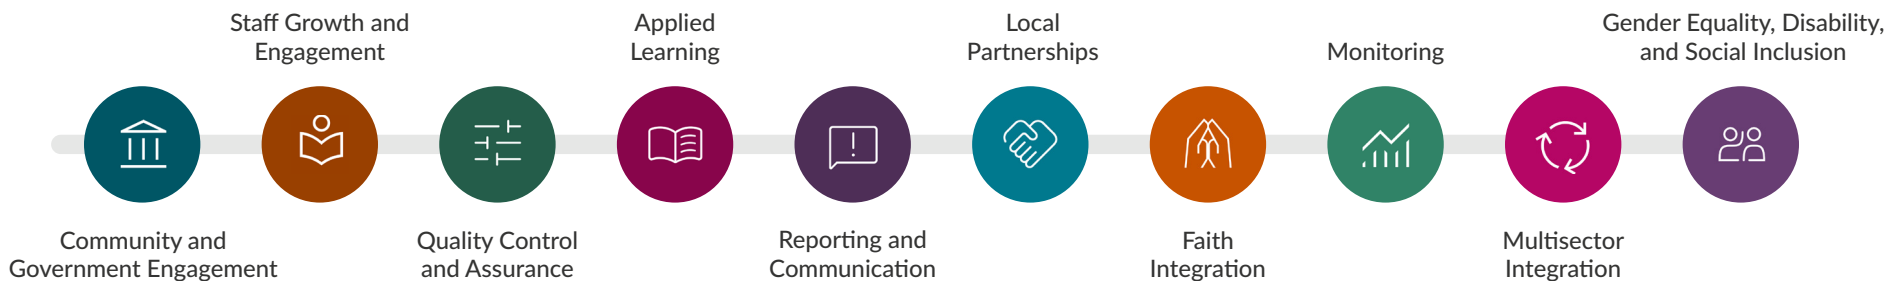 Community and
Government Engagement
Staff Growth and
Engagement
Quality Control
and Assurance
Applied
Learning
Reporting and
Communication
Local
Partnerships
Faith
Integration
Monitoring
Multisector
Integration
Gender Equality, Disability,
and Social Inclusion